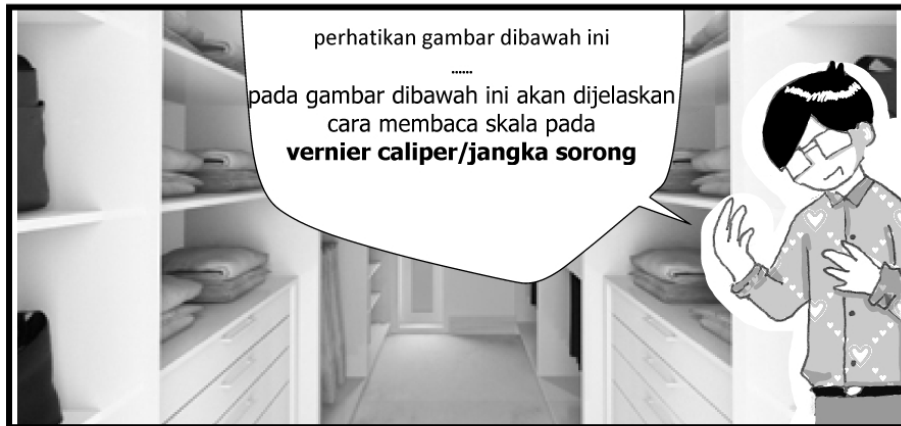 perhatikan gambar dibawah ini
......
pada gambar dibawah ini akan dijelaskan
cara membaca skala pada
vernier caliper/jangka sorong